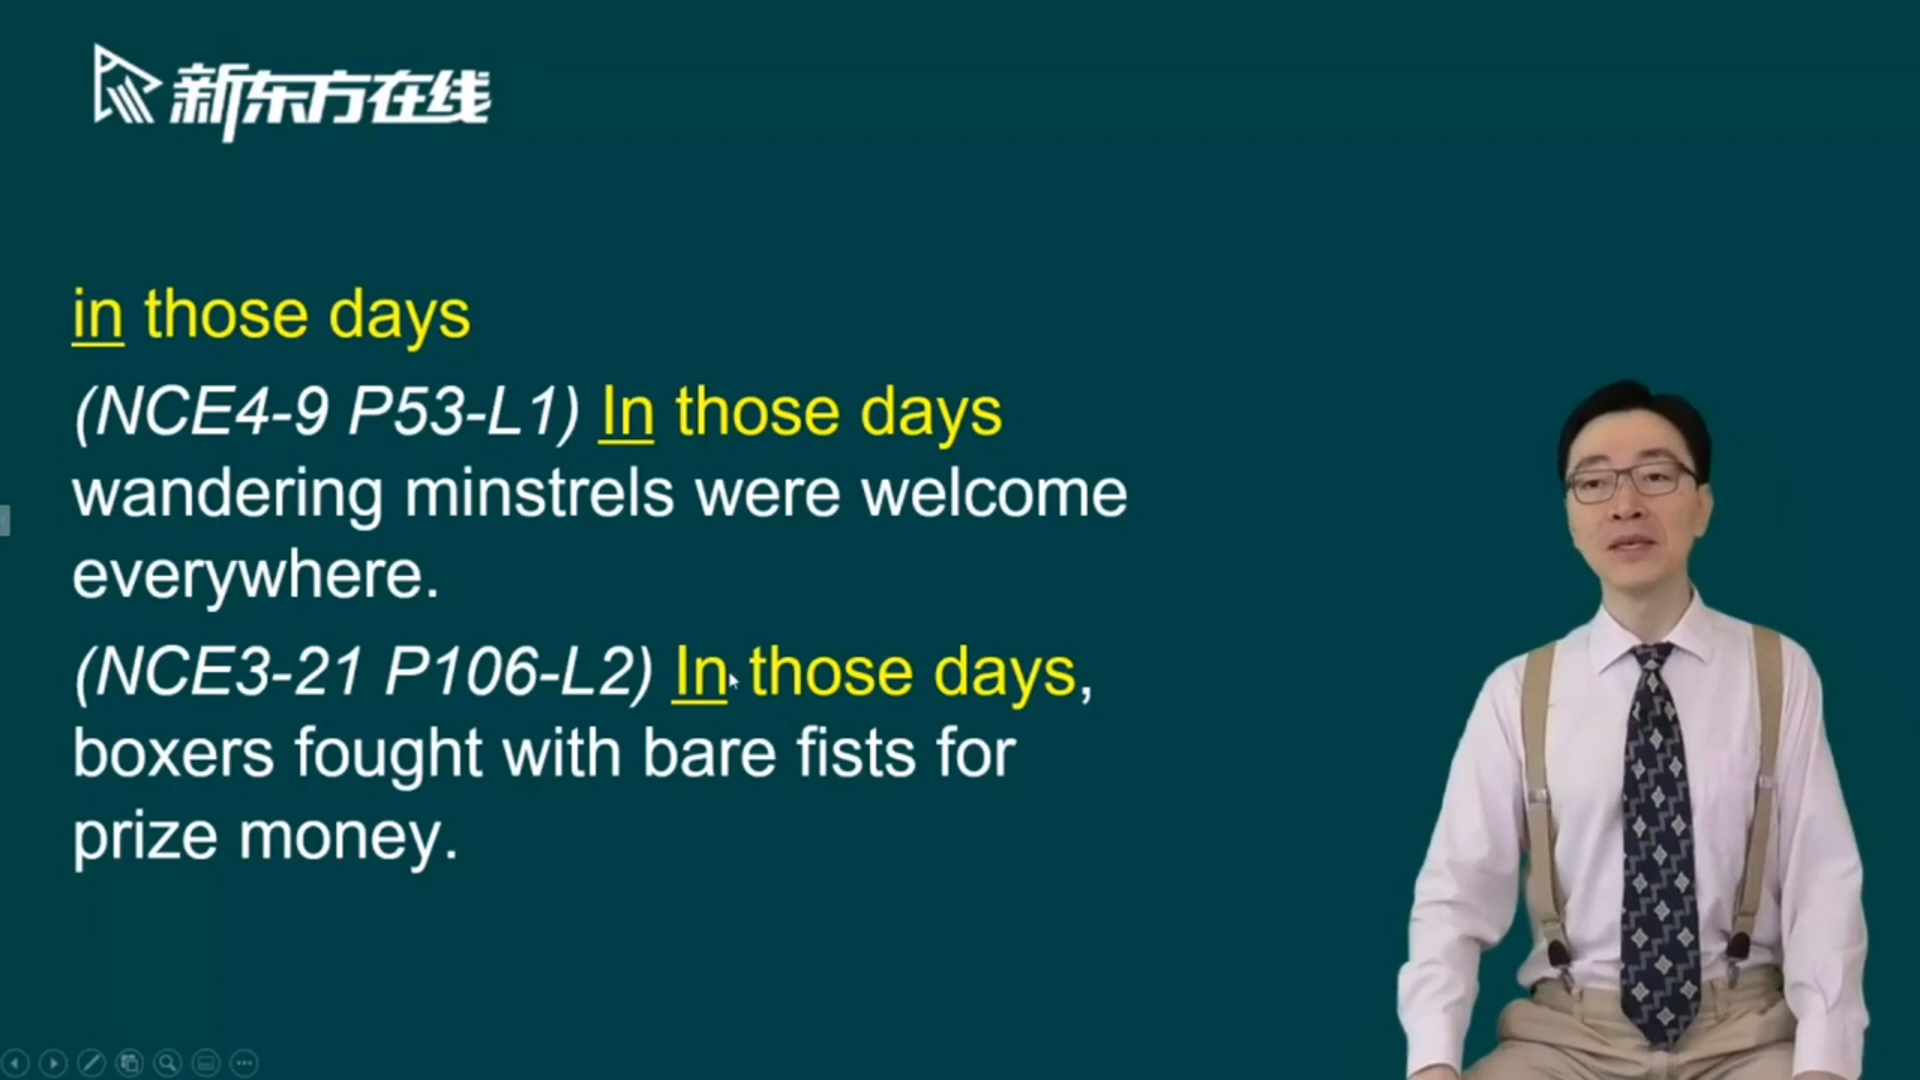 新东方在线
in those days
(NCE4-9 P53-L1) In those days
wandering minstrels were welcome
everywhere.
(NCE3-21 P106-L2) In those days,
boxers fought with bare fists for
prize money.